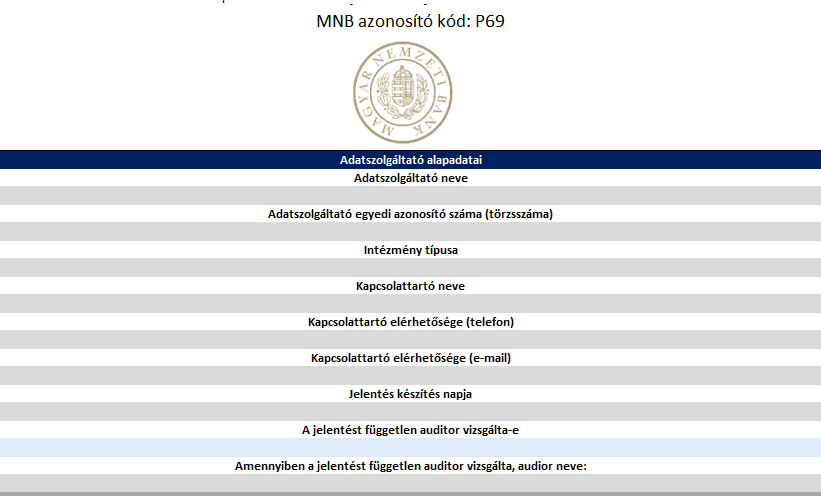 MNB azonosító kód: P69
MAGYAR NEMZETI BANK
Adatszolgáltató alapadatai
Adatszolgáltató neve
Adatszolgáltató egyedi azonosító száma (törzsszáma)
Intézmény típusa
Kapcsolattartó neve
Kapcsolattartó elérhetősége (telefon)
Kapcsolattartó elérhetősége (e-mail)
Jelentés készítés napja
A jelentést független auditor vizsgálta-e
Amennyiben a jelentést független auditor vizsgálta, audior neve: